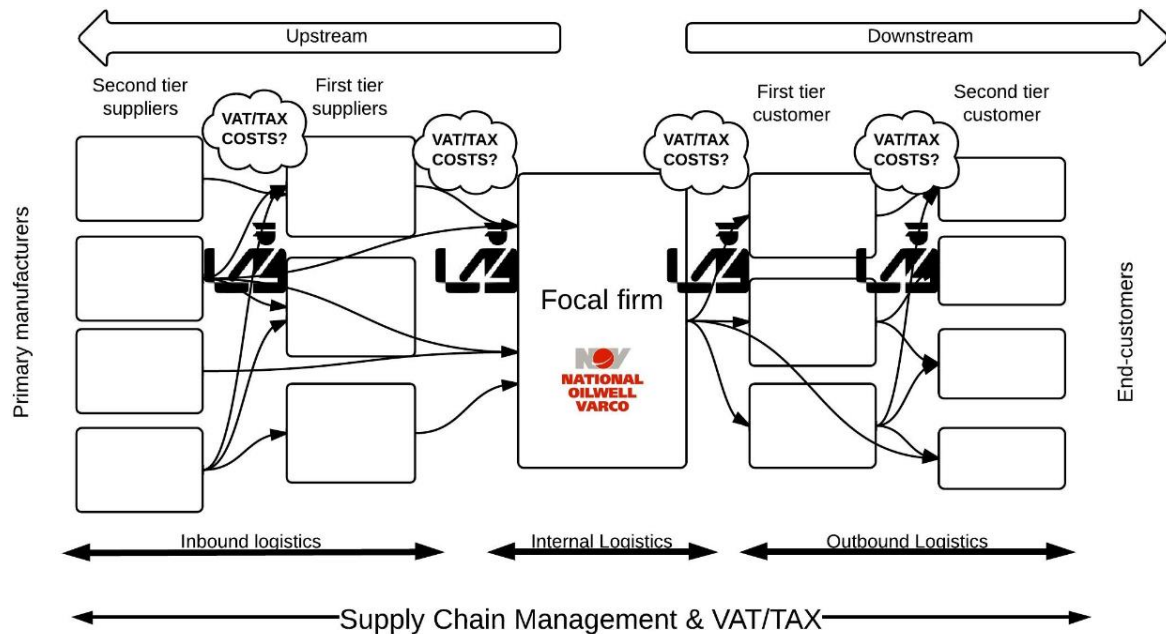 Upstream
Downstream
Second tier
suppliers
First tier
suppliers
First tier
customer
Second tier
customer
VAT/TAX
COSTS?
VAT/TAX
COSTS?
VAT/TAX
COSTS?
VAT/TAX
COSTS?
Primary manufacturers
Focal firm
NOV
NATIONAL
OILWELL
VARCO
End-customers
Inbound logistics
Internal Logistics
Outbound Logistics
Supply Chain Management & VAT/TAX